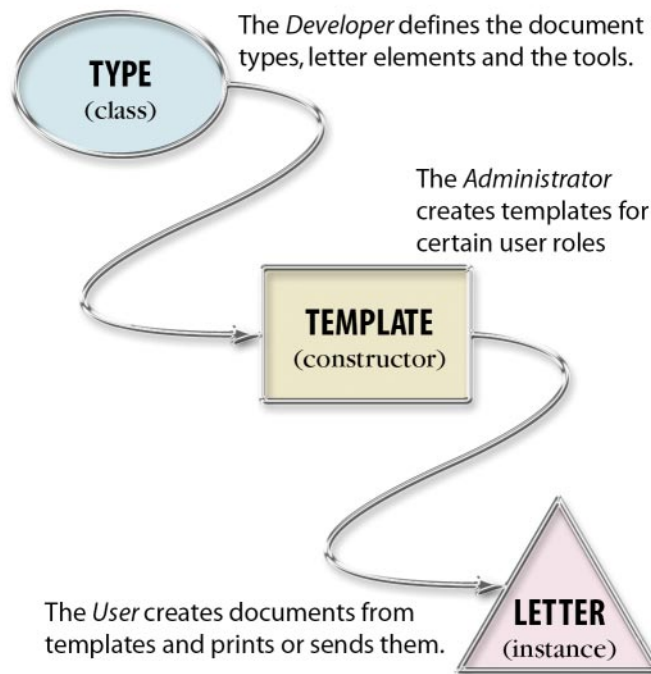 The Developer defines the document
types, letter elements and the tools.
TYPE
(class)
The Administrator
creates templates for
certain user roles
TEMPLATE
(constructor)
The User creates documents from
templates and prints or sends them.
LETTER
(instance)